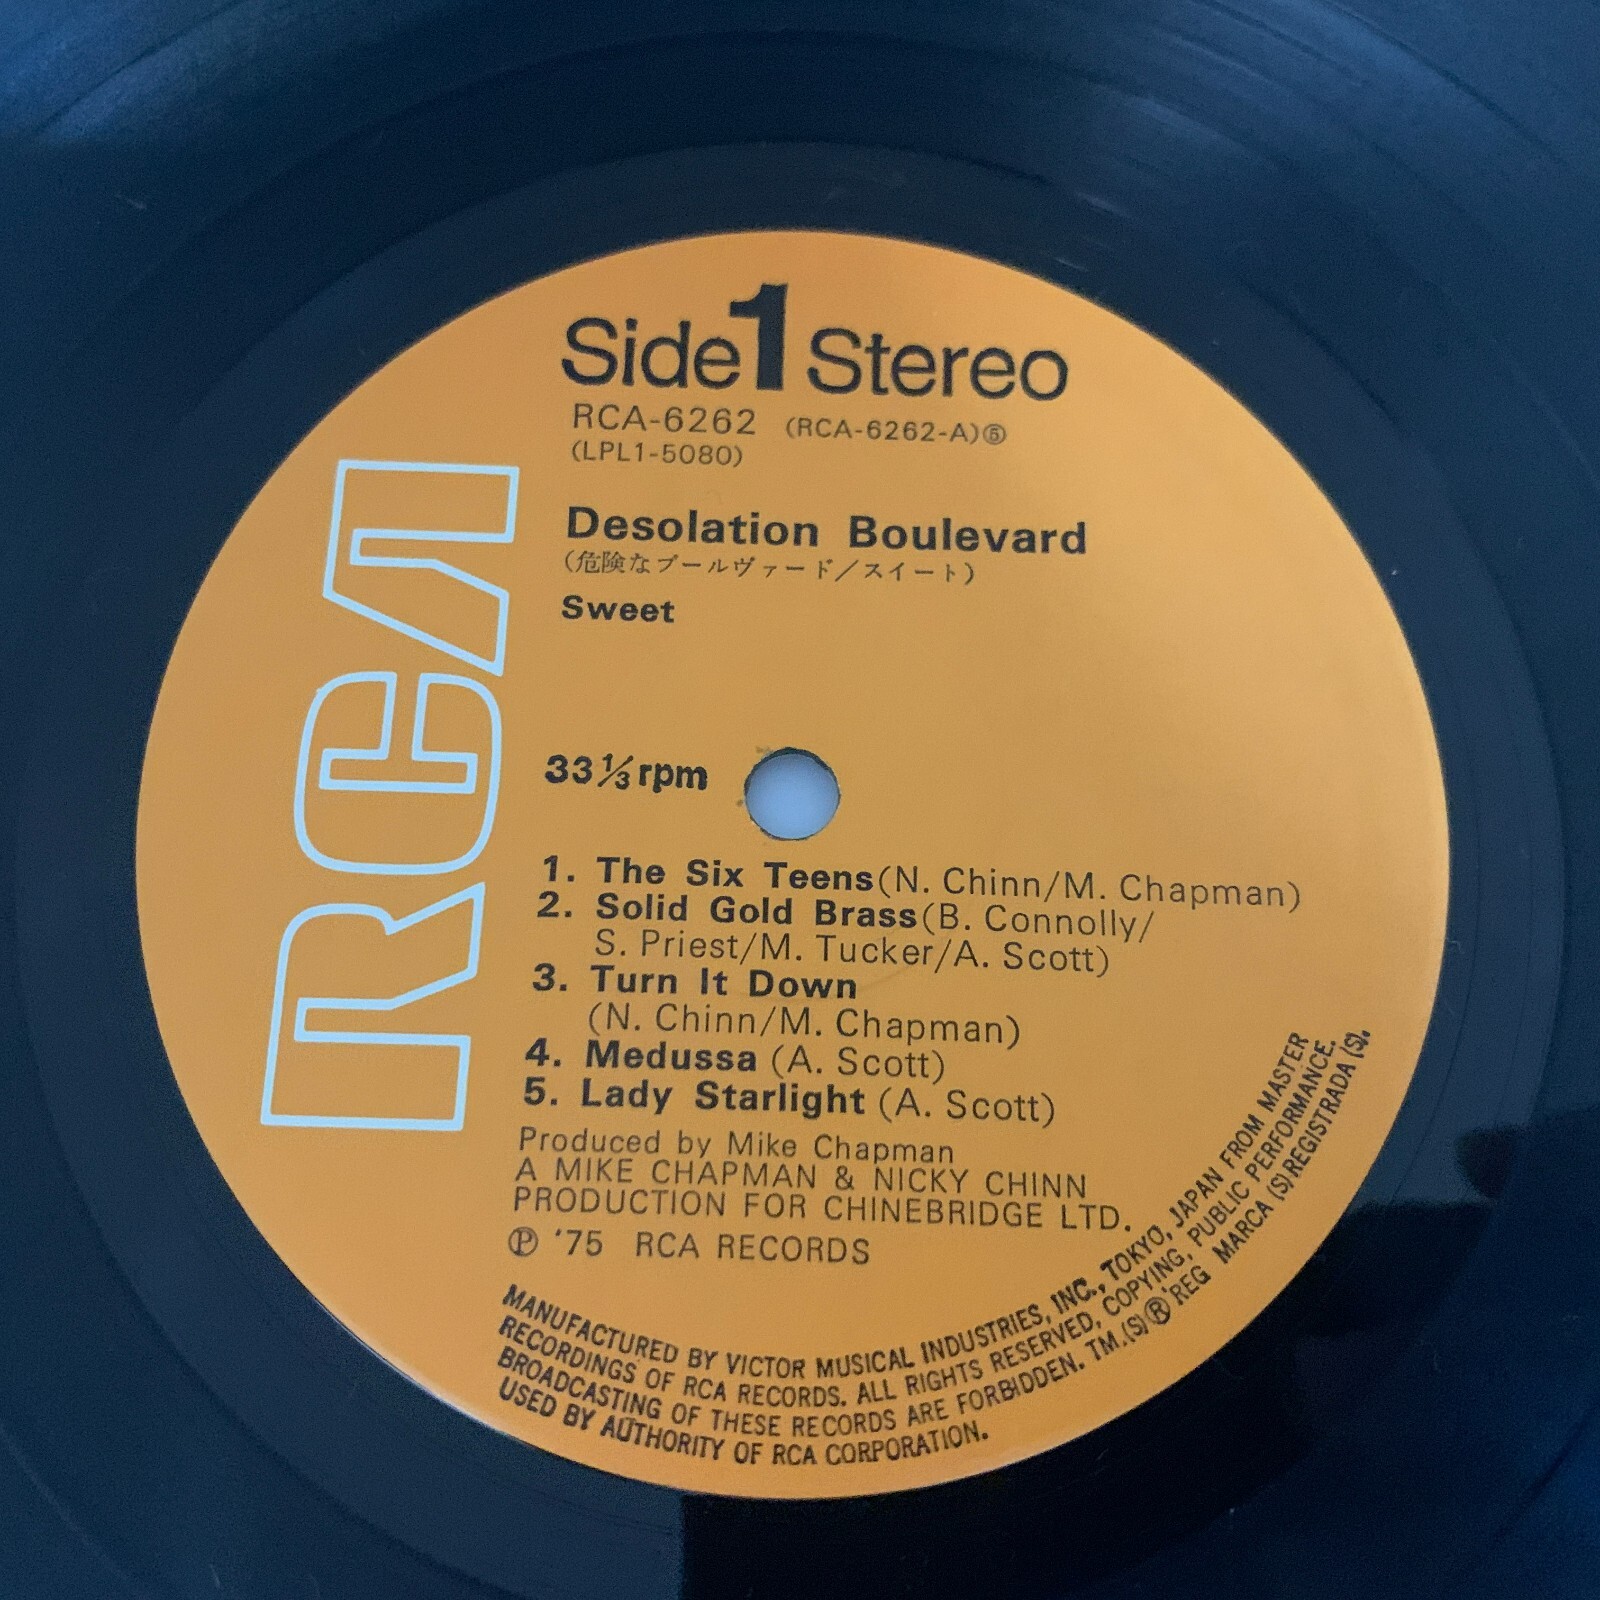 Side 1 Stereo
RCA-6262 (RCA-6262-A)⑤
(LPL1-5080)
Desolation Boulevard
(危険なブールヴァード/スイート)
Sweet
RCA
33⅓ rpm
1. The Six Teens (N. Chinn/M. Chapman)
2. Solid Gold Brass (B. Connolly/
S. Priest/M. Tucker/A. Scott)
3. Turn It Down
(N. Chinn/M. Chapman)
4. Medussa (A. Scott)
5. Lady Starlight (A. Scott)
Produced by Mike Chapman
A MIKE CHAPMAN & NICKY CHINN
PRODUCTION FOR CHINEBRIDGE LTD.
℗ '75 RCA RECORDS
MANUFACTURED BY VICTOR MUSICAL INDUSTRIES, INC., TOKYO, JAPAN FROM MASTER
RECORDINGS OF RCA RECORDS. ALL RIGHTS RESERVED, COPYING, PUBLIC PERFORMANCE,
BROADCASTING OF THESE RECORDS ARE FORBIDDEN. TM.(S)® REG MARCA (S) REGISTRADA (S).
USED BY AUTHORITY OF RCA CORPORATION.